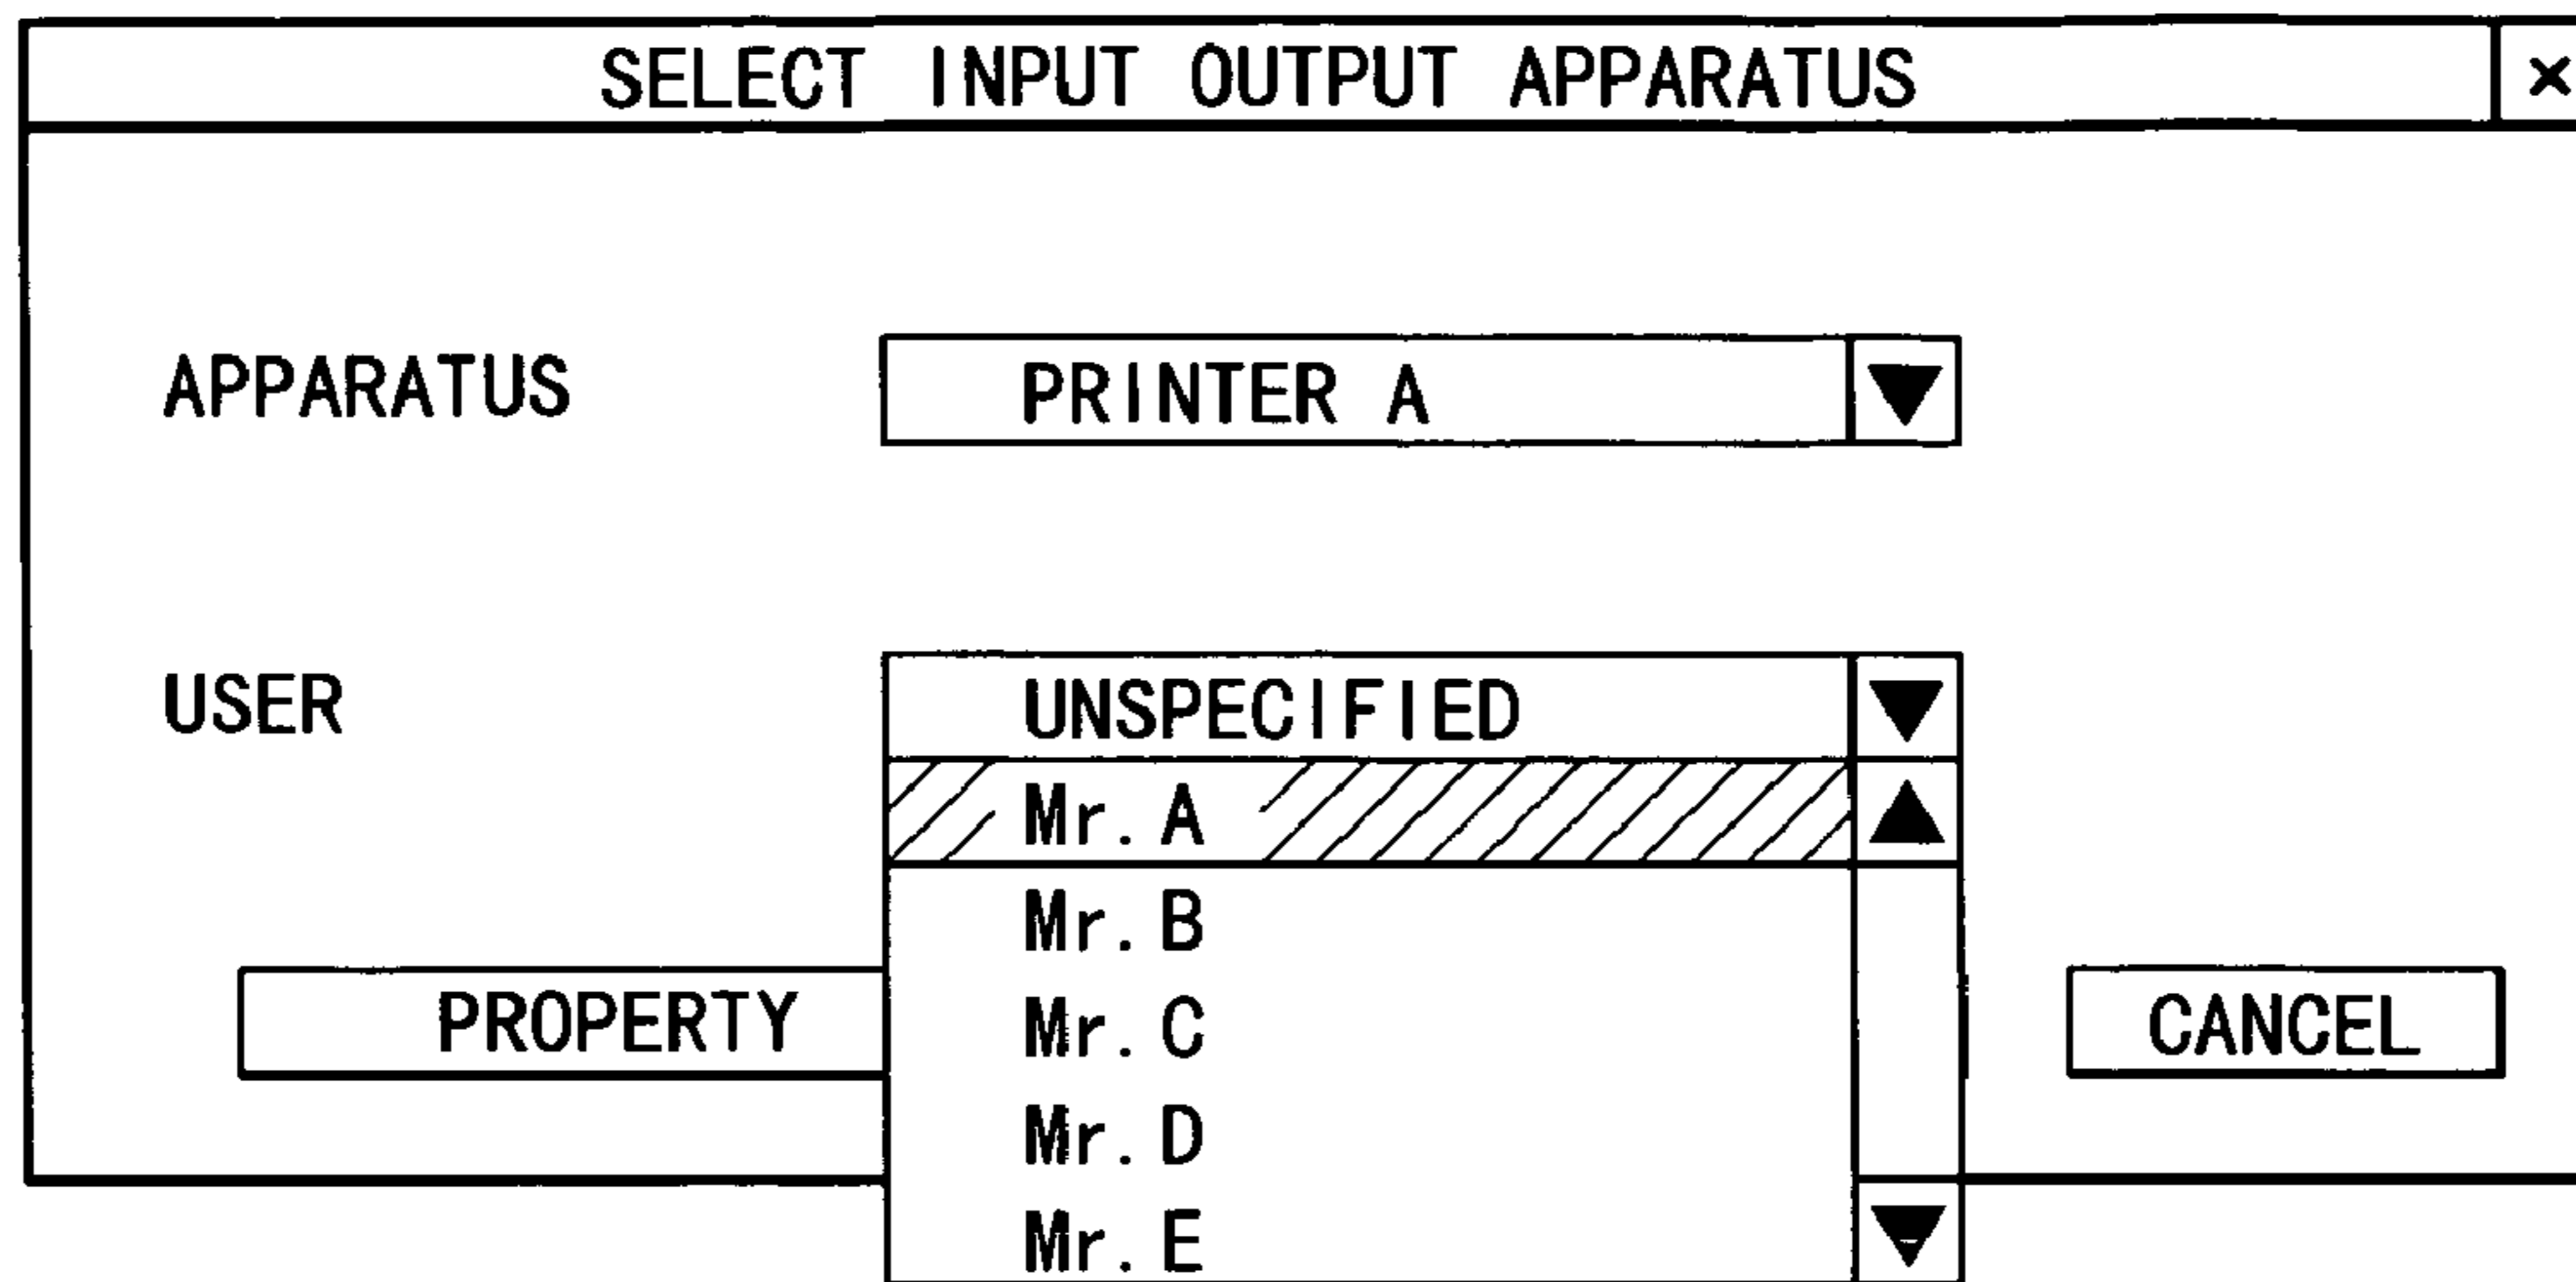 SELECT INPUT OUTPUT APPARATUS ×
APPARATUS PRINTER A
USER UNSPECIFIED
Mr. A
Mr. B
PROPERTY Mr. C CANCEL
Mr. D
Mr. E